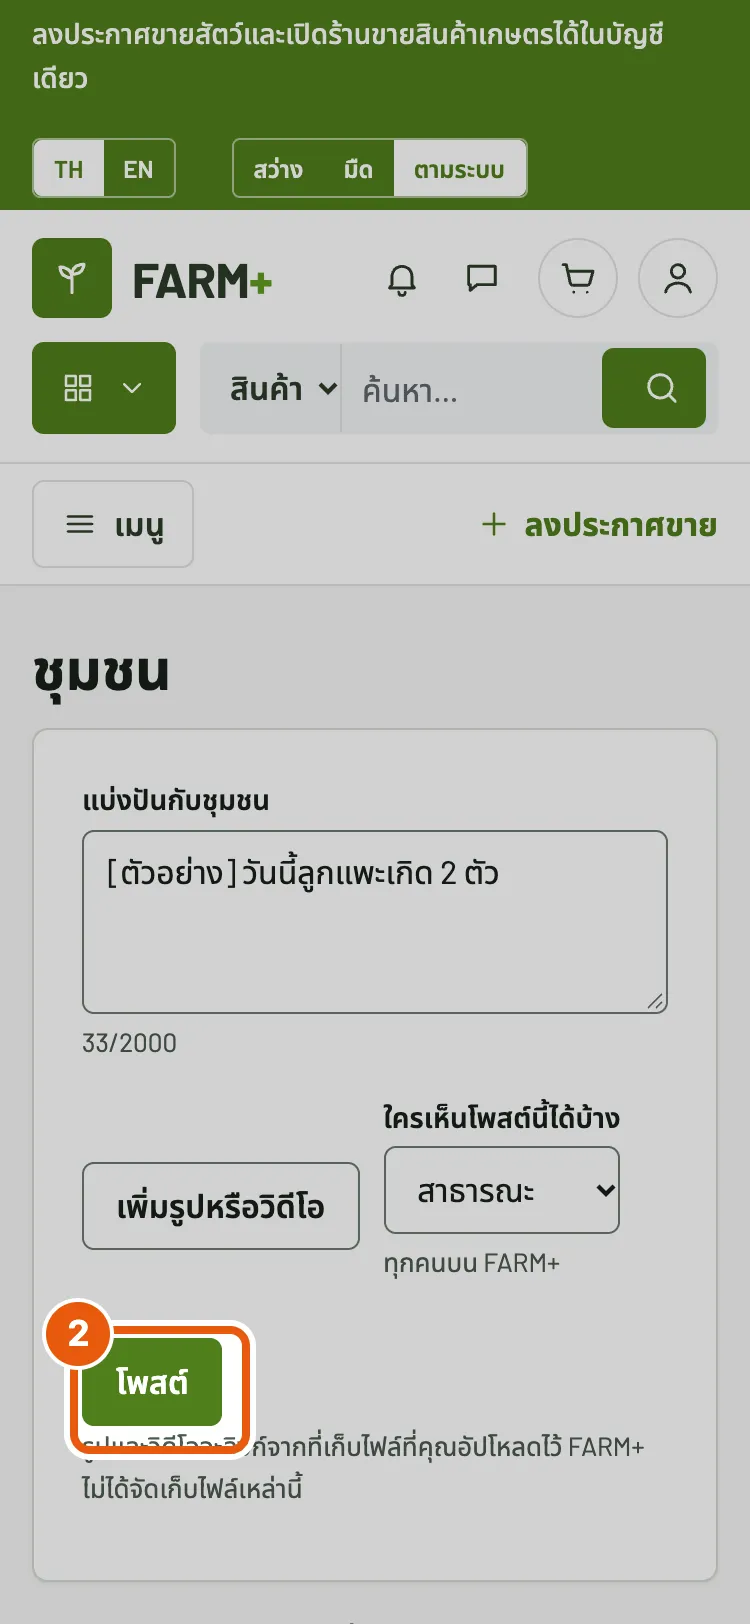 ลงประกาศขายสัตว์และเปิดร้านขายสินค้าเกษตรได้ในบัญชี
เดียว
TH EN สว่าง มืด ตามระบบ
FARM+
สินค้า ค้นหา...
เมนู + ลงประกาศขาย
ชุมชน
แบ่งปันกับชุมชน
[ตัวอย่าง] วันนี้ลูกแพะเกิด 2 ตัว
33/2000
ใครเห็นโพสต์นี้ได้บ้าง
เพิ่มรูปหรือวิดีโอ สาธารณะ
ทุกคนบน FARM+
2
โพสต์
จากที่เก็บไฟล์ที่คุณอัปโหลดไว้ FARM+
ไม่ได้จัดเก็บไฟล์เหล่านี้